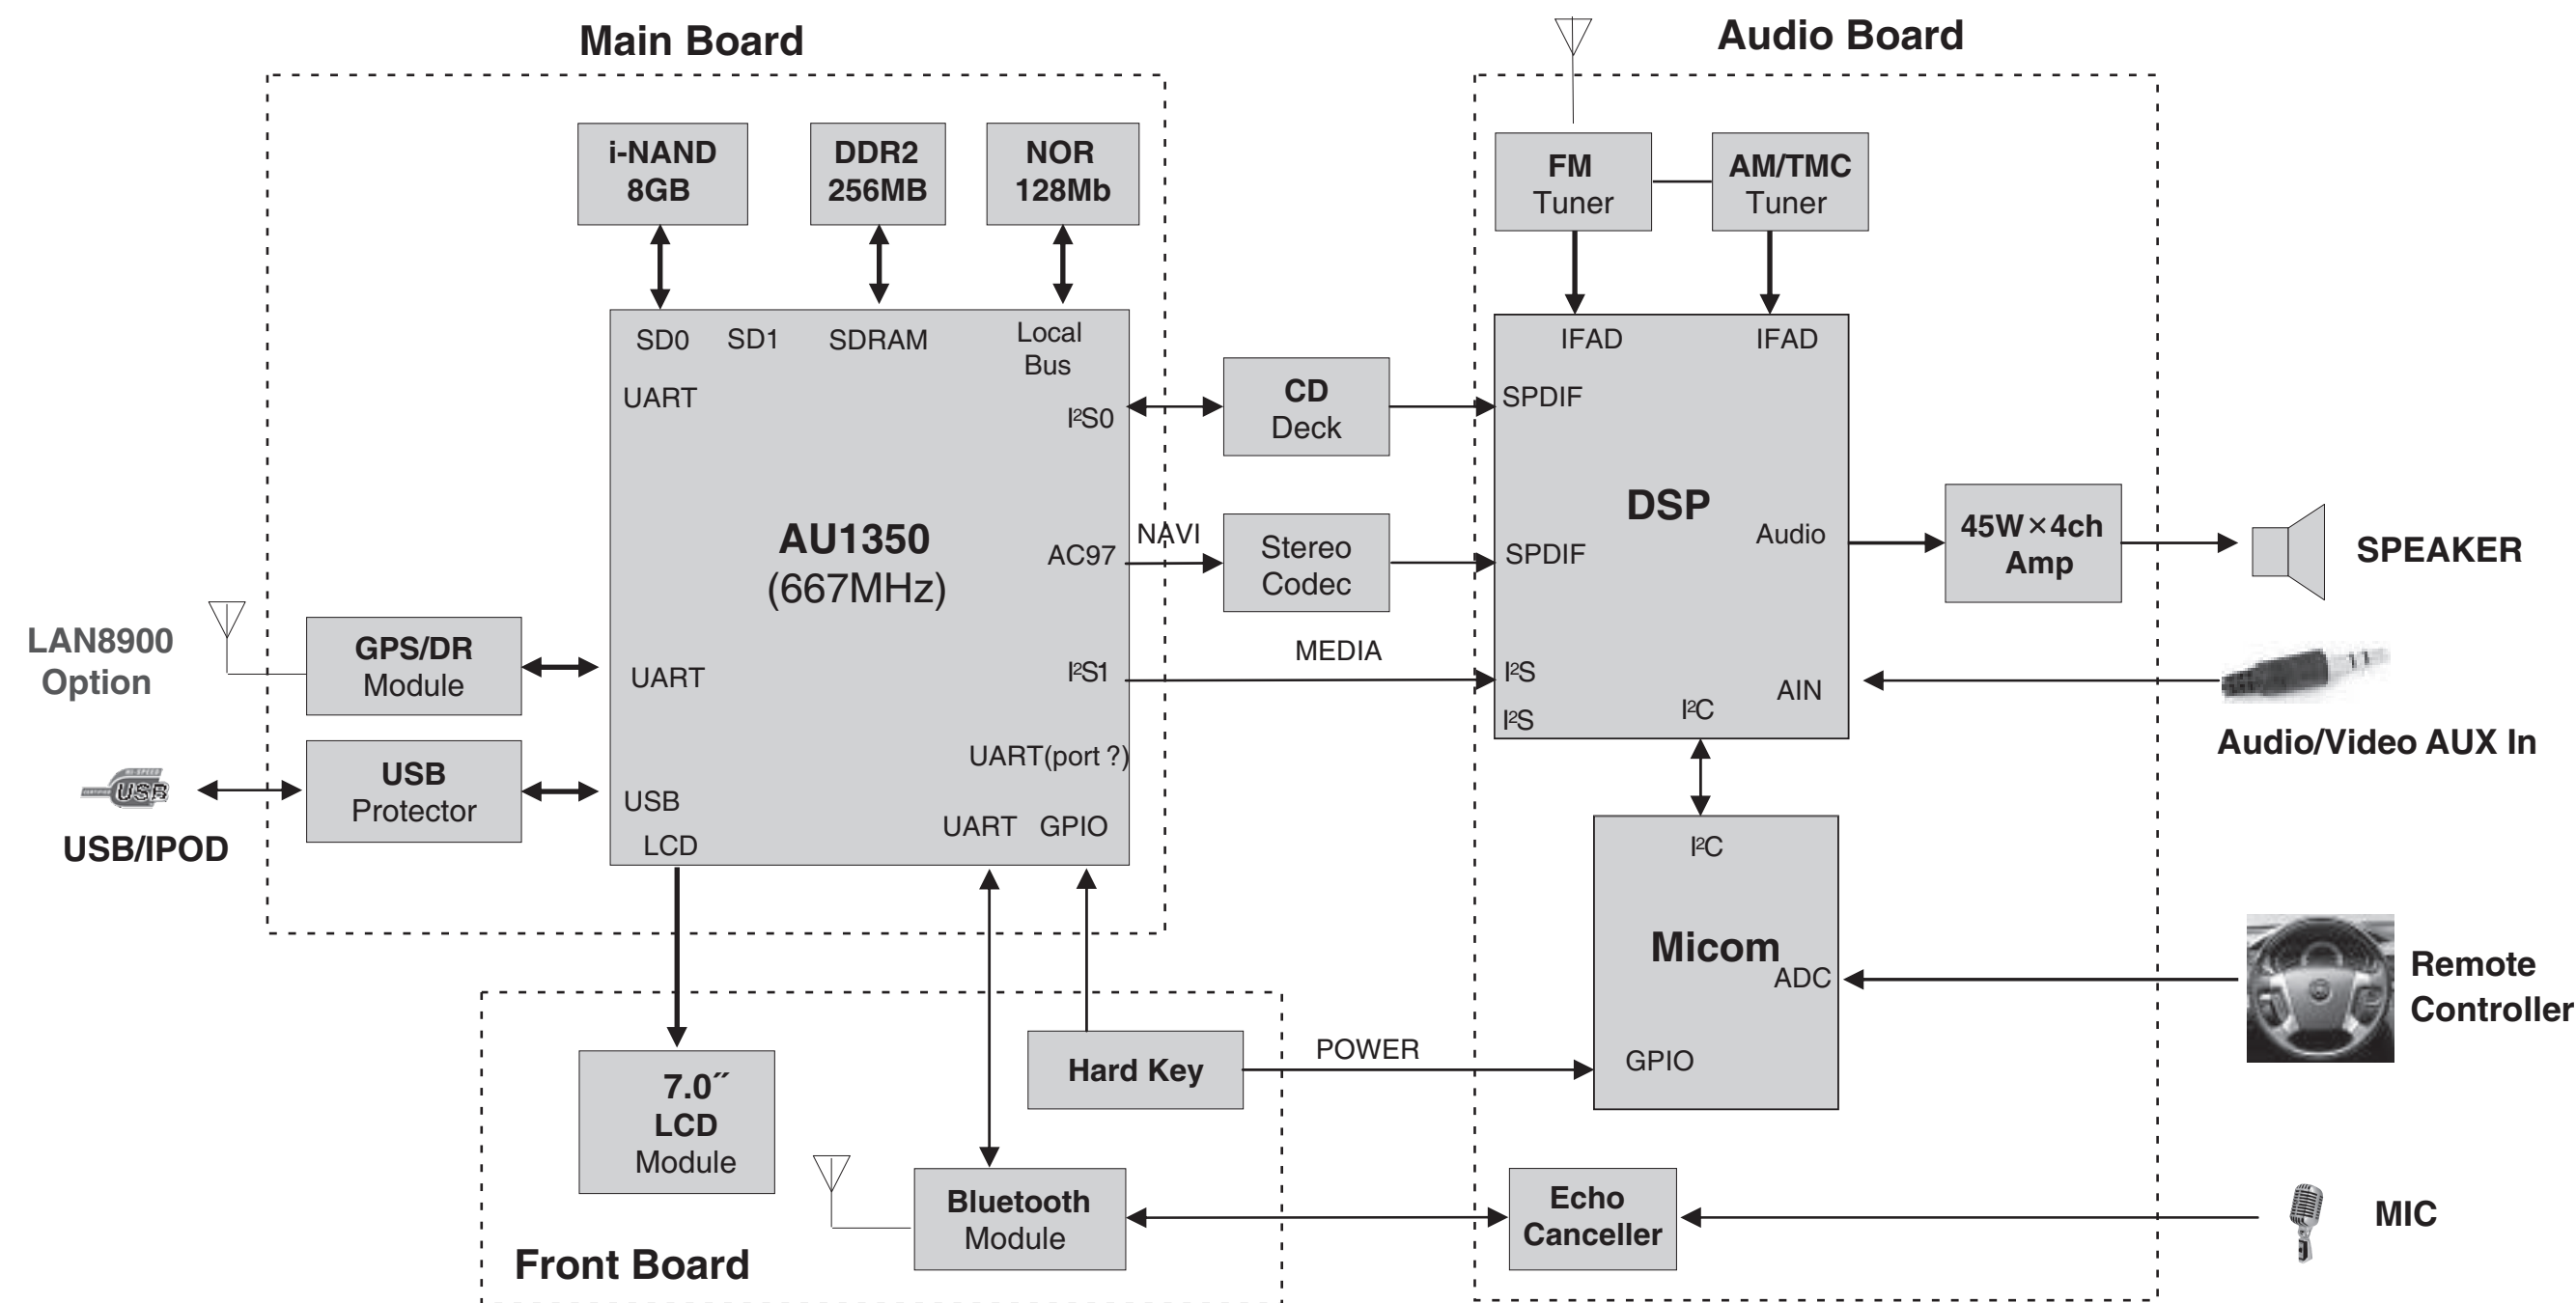 Main Board
Audio Board
i-NAND
8GB
DDR2
256MB
NOR
128Mb
FM
Tuner
AM/TMC
Tuner
SD0
SD1
SDRAM
Local
Bus
UART
I²S0
AU1350
(667MHz)
AC97
UART
I²S1
UART(port ?)
USB
UART
GPIO
LCD
CD
Deck
NAVI
Stereo
Codec
MEDIA
IFAD
IFAD
SPDIF
DSP
Audio
SPDIF
I²S
AIN
I²C
I²S
45W×4ch
Amp
SPEAKER
Audio/Video AUX In
LAN8900
Option
GPS/DR
Module
USB
Protector
HI-SPEED
CERTIFIED
USB
USB/IPOD
I²C
Micom
ADC
GPIO
Remote
Controller
7.0˝
LCD
Module
Hard Key
POWER
Bluetooth
Module
Echo
Canceller
MIC
Front Board